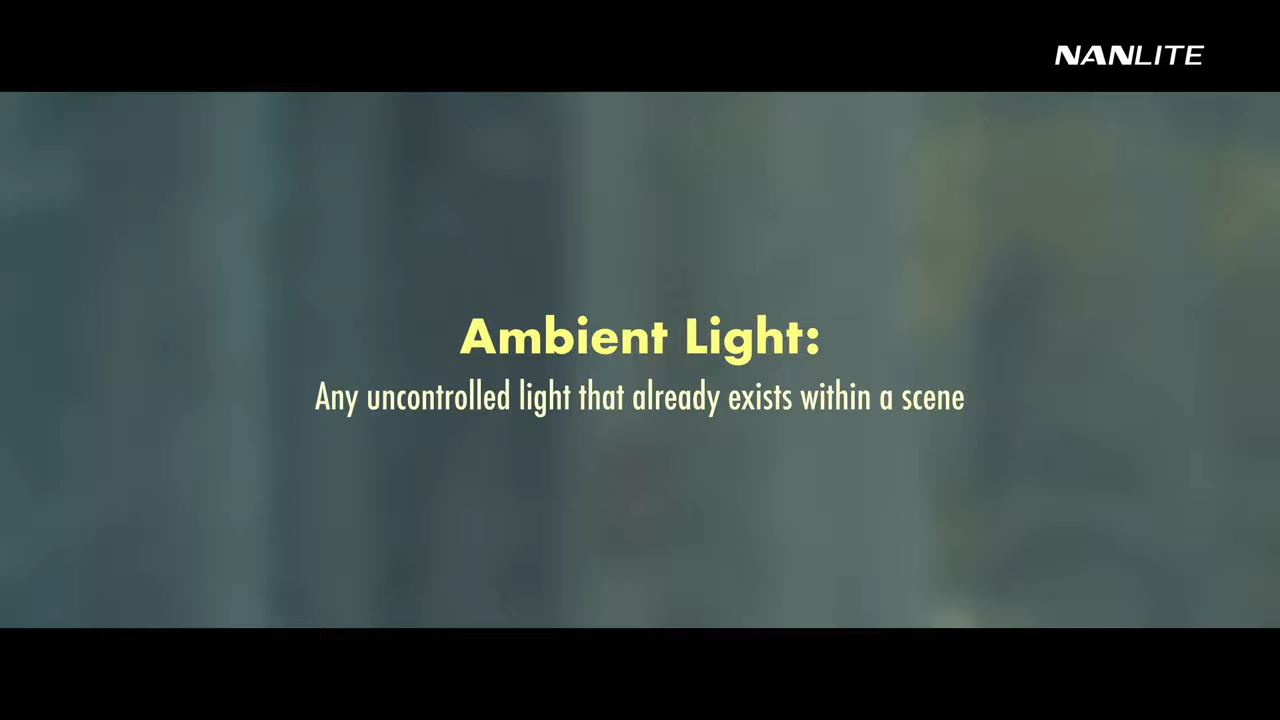 NANLITE
Ambient Light:
Any uncontrolled light that already exists within a scene